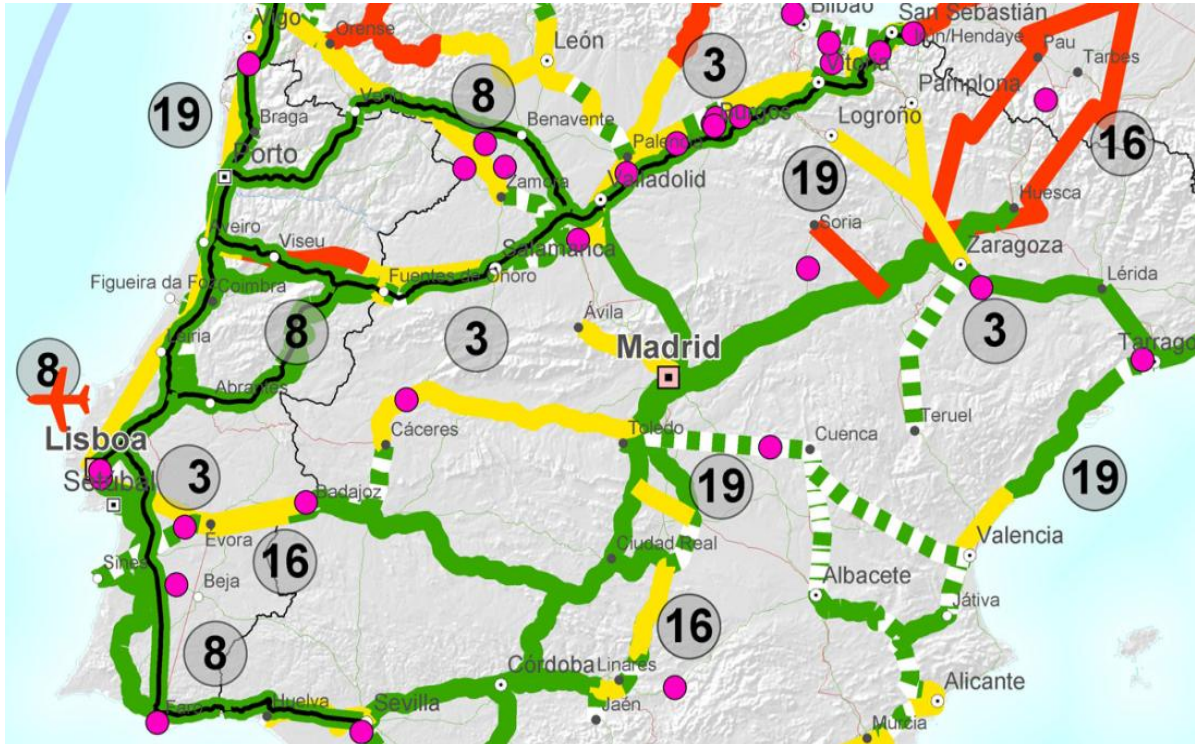 Bilbao
San Sebastián
Vigo
Irún/Hendaye
Orense
León
Pau
Tarbes
Vitoria
3
8
Pamplona
19
Logroño
Benavente
Burgos
Braga
Palencia
16
Porto
Zamora
Valladolid
19
Huesca
Soria
Aveiro
Viseu
Salamanca
Zaragoza
Figueira da Foz
Coimbra
Fuentes de Oñoro
Lérida
8
3
Ávila
3
Leiria
Madrid
Tarrago
8
Abrantes
Lisboa
Cáceres
Toledo
Cuenca
Teruel
Setúbal
3
19
19
Badajoz
Évora
Valencia
Ciudad Real
Sines
16
Beja
Albacete
Játiva
16
8
Córdoba
Linares
Alicante
Faro
Huelva
Sevilla
Jaén
Murcia